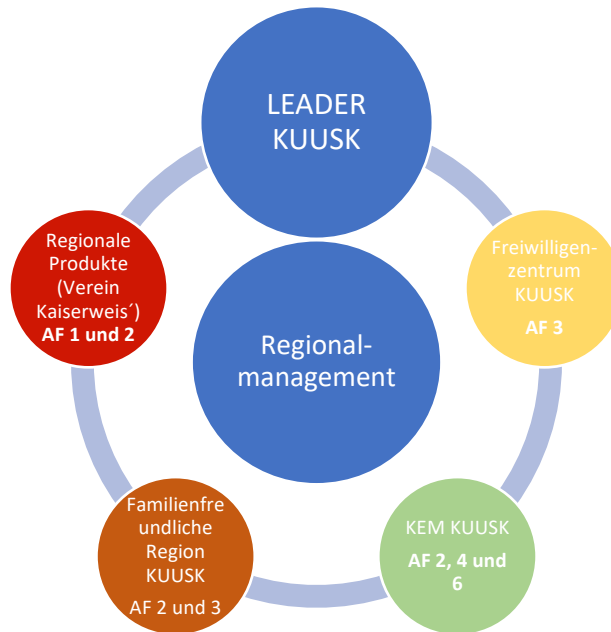 LEADER
KUUSK
Regionale
Produkte
(Verein
Kaiserweis´)
AF 1 und 2
Freiwilligen-
zentrum
KUUSK
AF 3
Regional-
management
Familienfre
undliche
Region
KUUSK
AF 2 und 3
KEM KUUSK
AF 2, 4 und
6